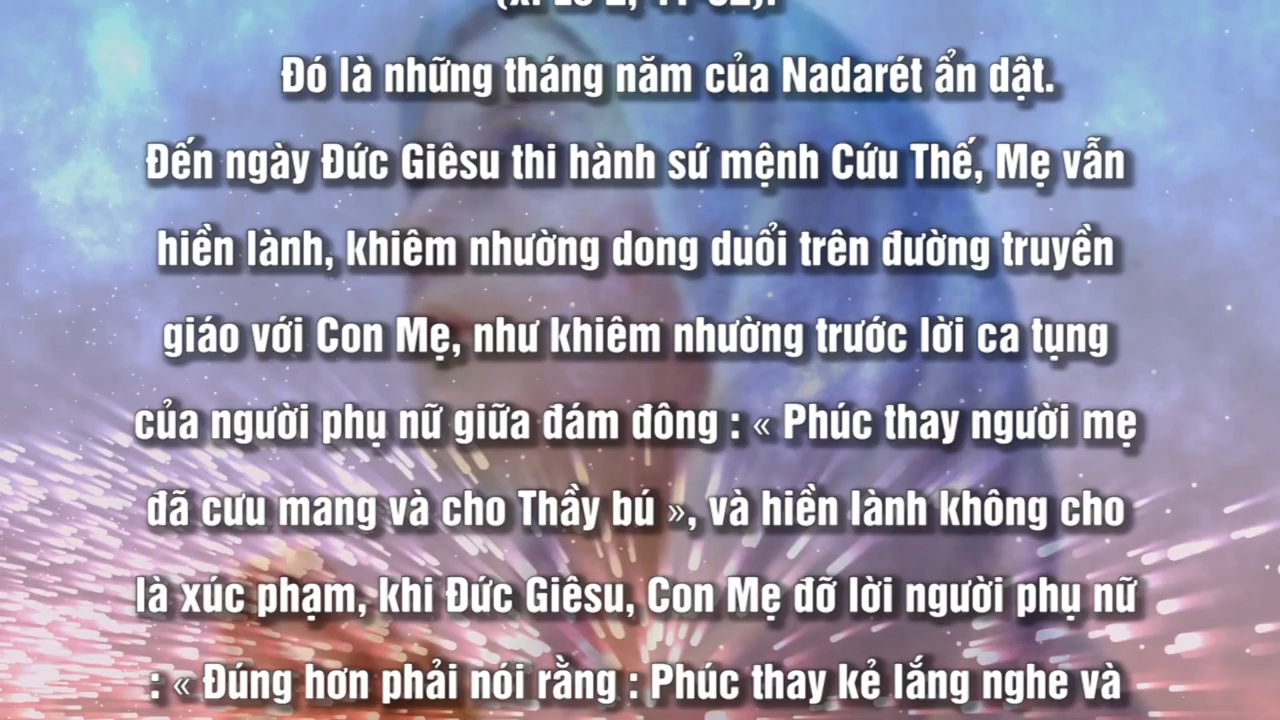 Đó là những tháng năm của Nadarét ẩn dật.
Đến ngày Đức Giêsu thi hành sứ mệnh Cứu Thế, Mẹ vẫn
hiền lành, khiêm nhường dong duổi trên đường truyền
giáo với Con Mẹ, như khiêm nhường trước lời ca tụng
của người phụ nữ giữa đám đông : « Phúc thay người mẹ
đã cưu mang và cho Thầy bú », và hiền lành không cho
là xúc phạm, khi Đức Giêsu, Con Mẹ đỡ lời người phụ nữ
: « Đúng hơn phải nói rằng : Phúc thay kẻ lắng nghe và